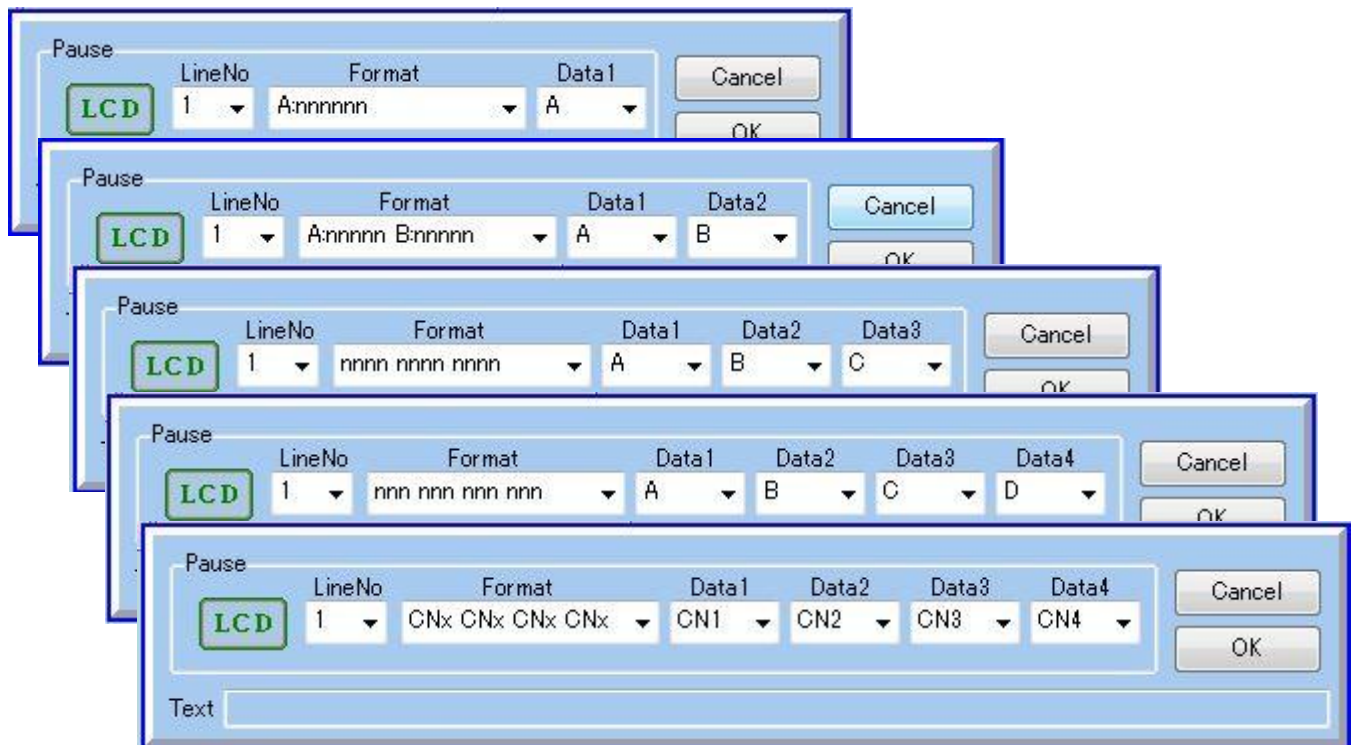 Pause
LineNo Format Data1 Cancel
LCD 1 A:nnnnnn A
OK
Pause
LineNo Format Data1 Data2 Cancel
LCD 1 A:nnnnn B:nnnnn A B
OK
Pause
LineNo Format Data1 Data2 Data3 Cancel
LCD 1 nnnn nnnn nnnn A B C
OK
Pause
LineNo Format Data1 Data2 Data3 Data4 Cancel
LCD 1 nnn nnn nnn nnn A B C D
OK
Pause
LineNo Format Data1 Data2 Data3 Data4 Cancel
LCD 1 CNx CNx CNx CNx CN1 CN2 CN3 CN4
OK
Text